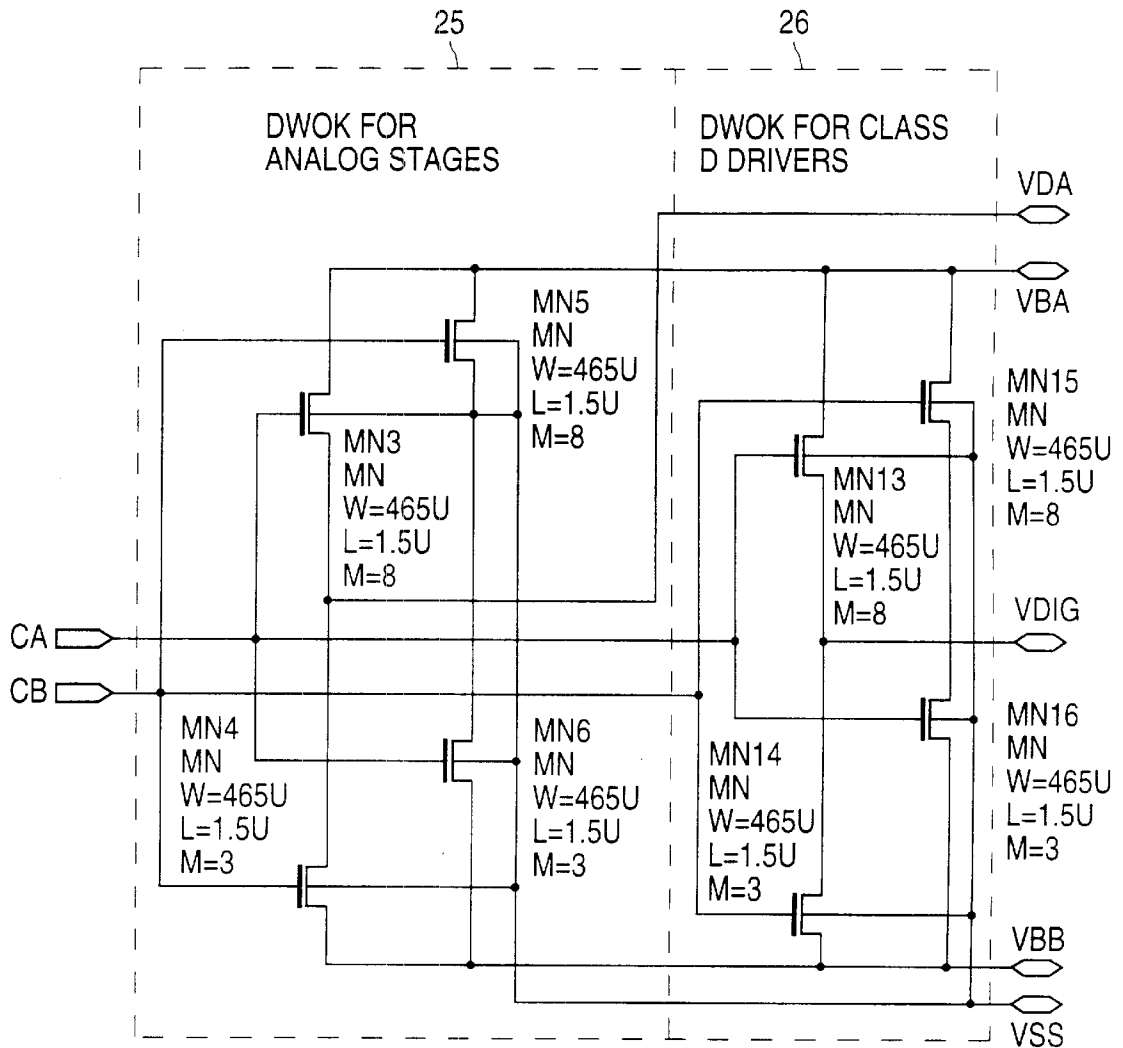 25
26
DWOK FOR
ANALOG STAGES
DWOK FOR CLASS
D DRIVERS
VDA
VBA
MN5
MN
W=465U
L=1.5U
M=8
MN3
MN
W=465U
L=1.5U
M=8
MN15
MN
W=465U
L=1.5U
M=8
MN13
MN
W=465U
L=1.5U
M=8
CA
VDIG
CB
MN4
MN
W=465U
L=1.5U
M=3
MN6
MN
W=465U
L=1.5U
M=3
MN14
MN
W=465U
L=1.5U
M=3
MN16
MN
W=465U
L=1.5U
M=3
VBB
VSS